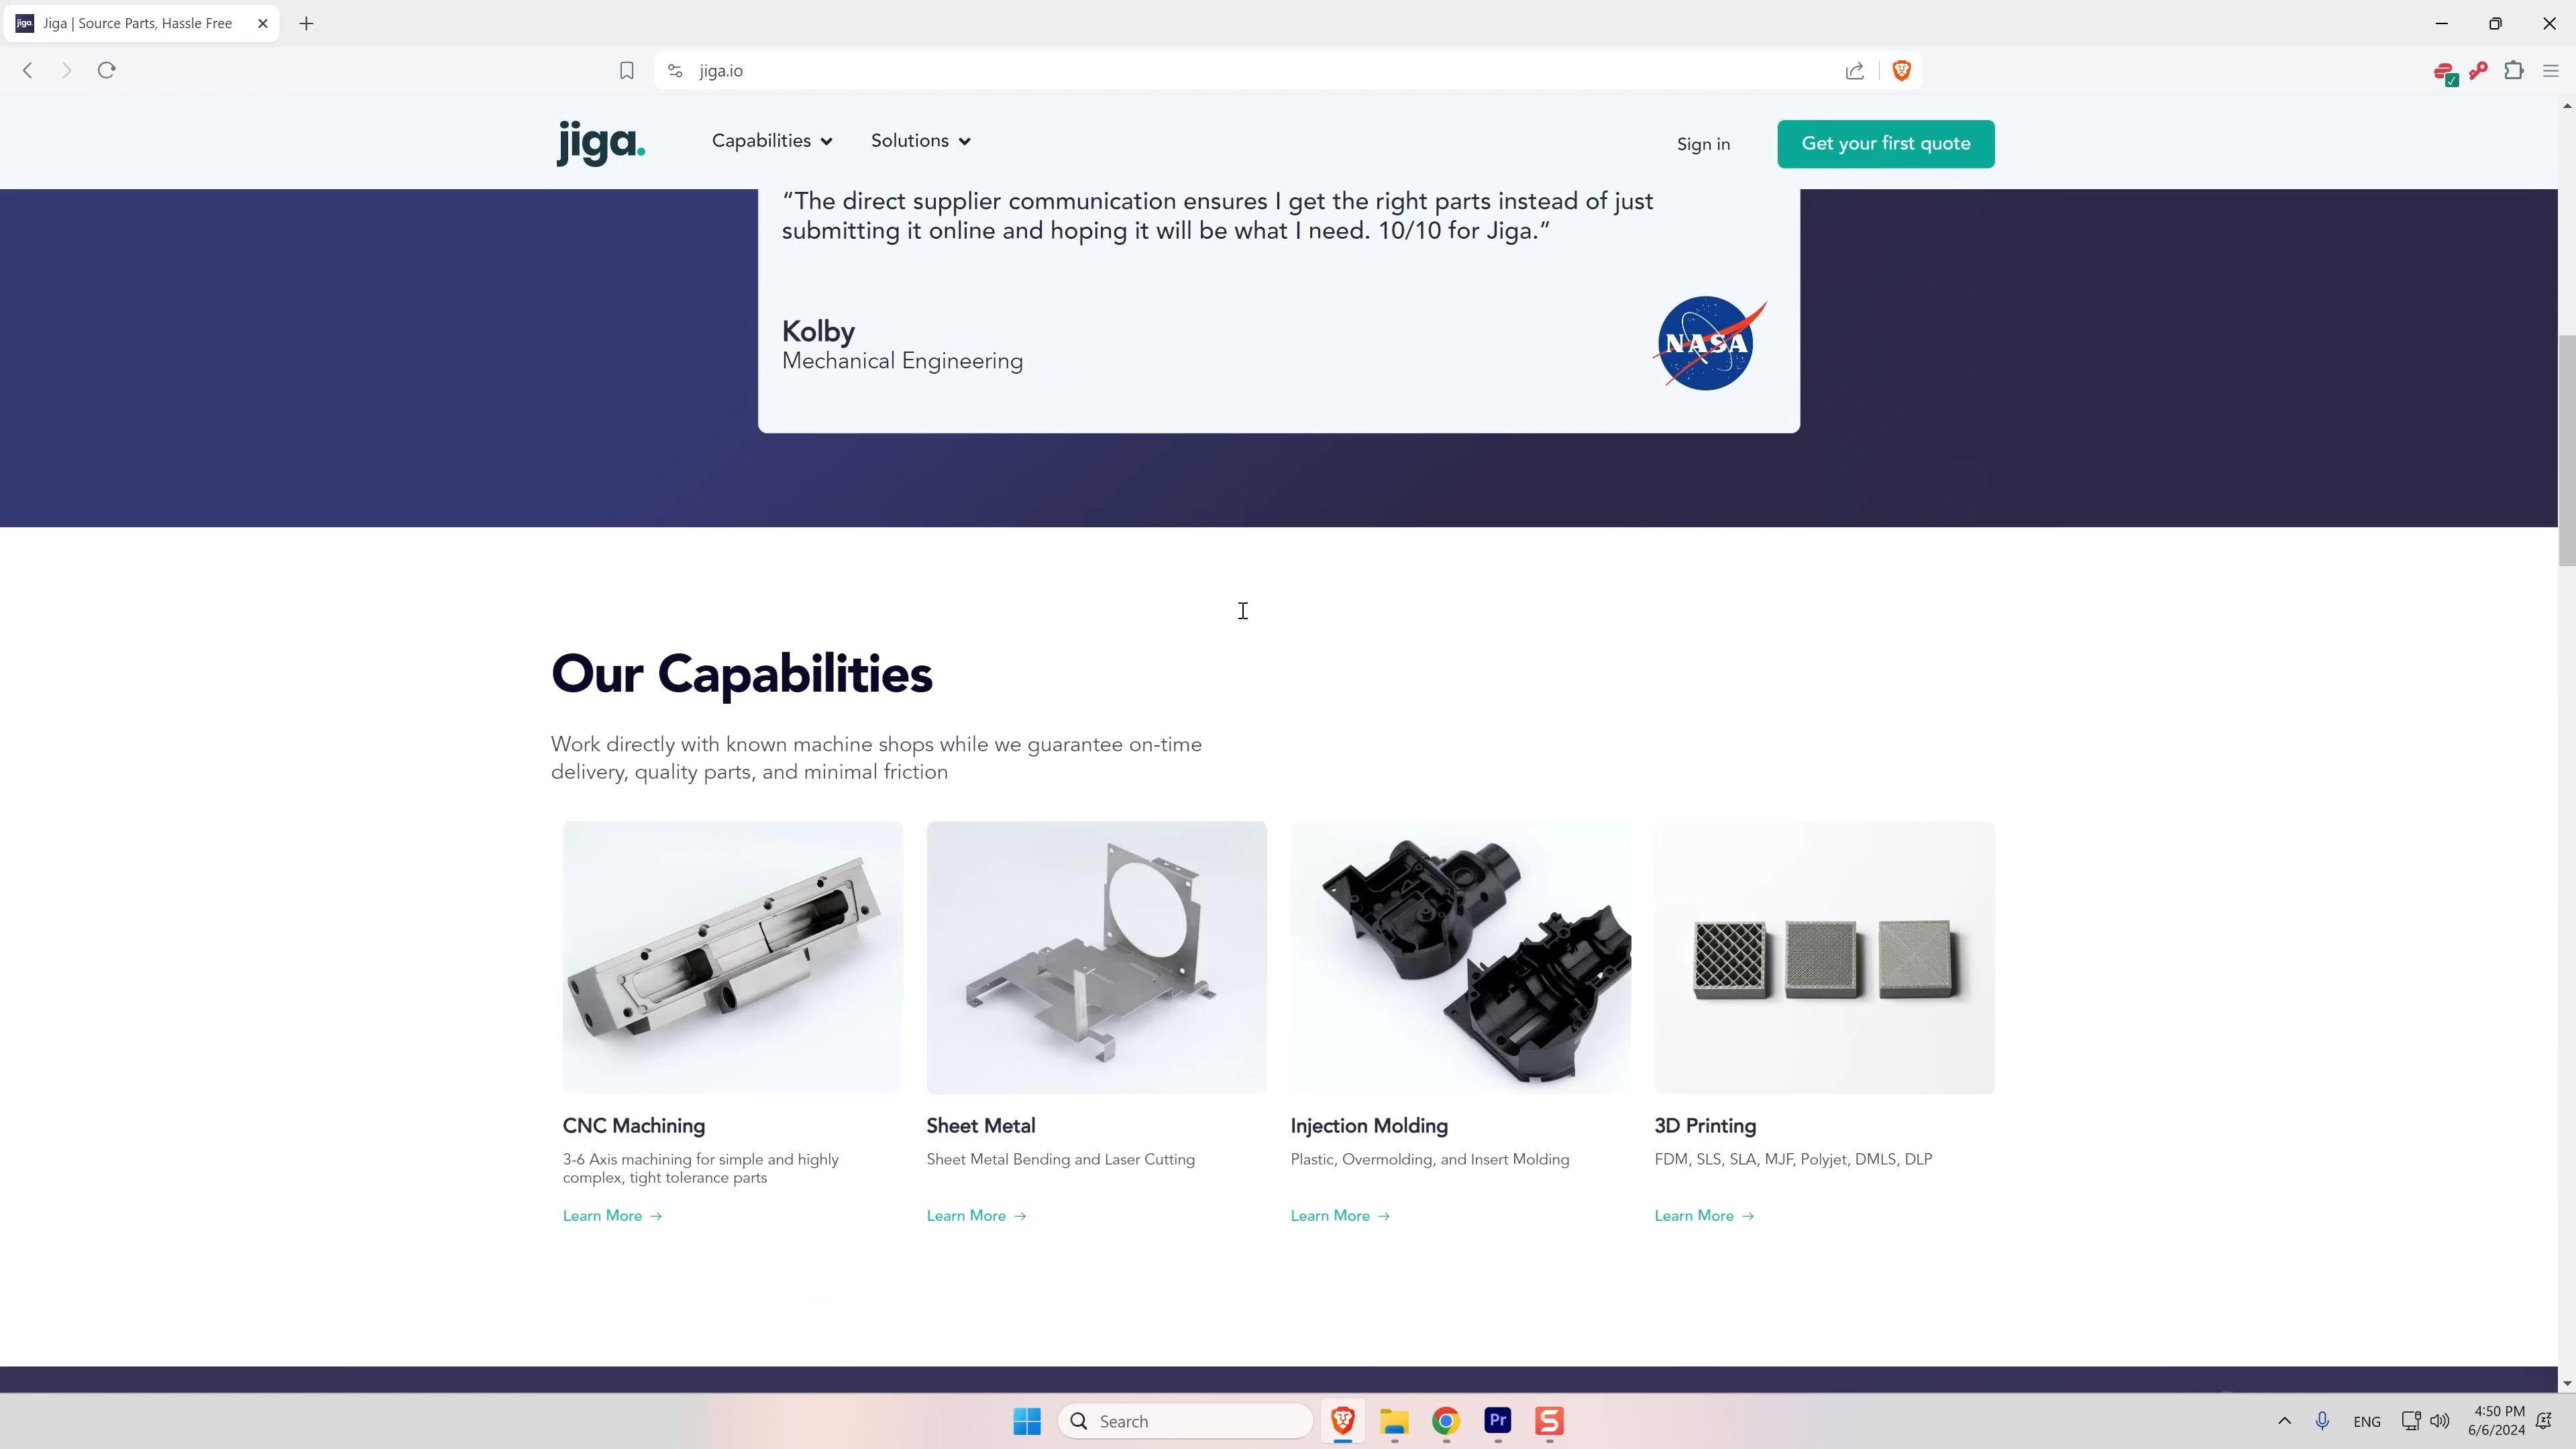 jiga.
Jiga | Source Parts, Hassle Free
jiga.io
jiga.
Capabilities
Solutions
Sign in
Get your first quote
“The direct supplier communication ensures I get the right parts instead of just
submitting it online and hoping it will be what I need. 10/10 for Jiga.”
Kolby
Mechanical Engineering
NASA
Our Capabilities
Work directly with known machine shops while we guarantee on-time
delivery, quality parts, and minimal friction
CNC Machining
3-6 Axis machining for simple and highly
complex, tight tolerance parts
Learn More →
Sheet Metal
Sheet Metal Bending and Laser Cutting
Learn More →
Injection Molding
Plastic, Overmolding, and Insert Molding
Learn More →
3D Printing
FDM, SLS, SLA, MJF, Polyjet, DMLS, DLP
Learn More →
Search
Pr
S
ENG
4:50 PM
6/6/2024